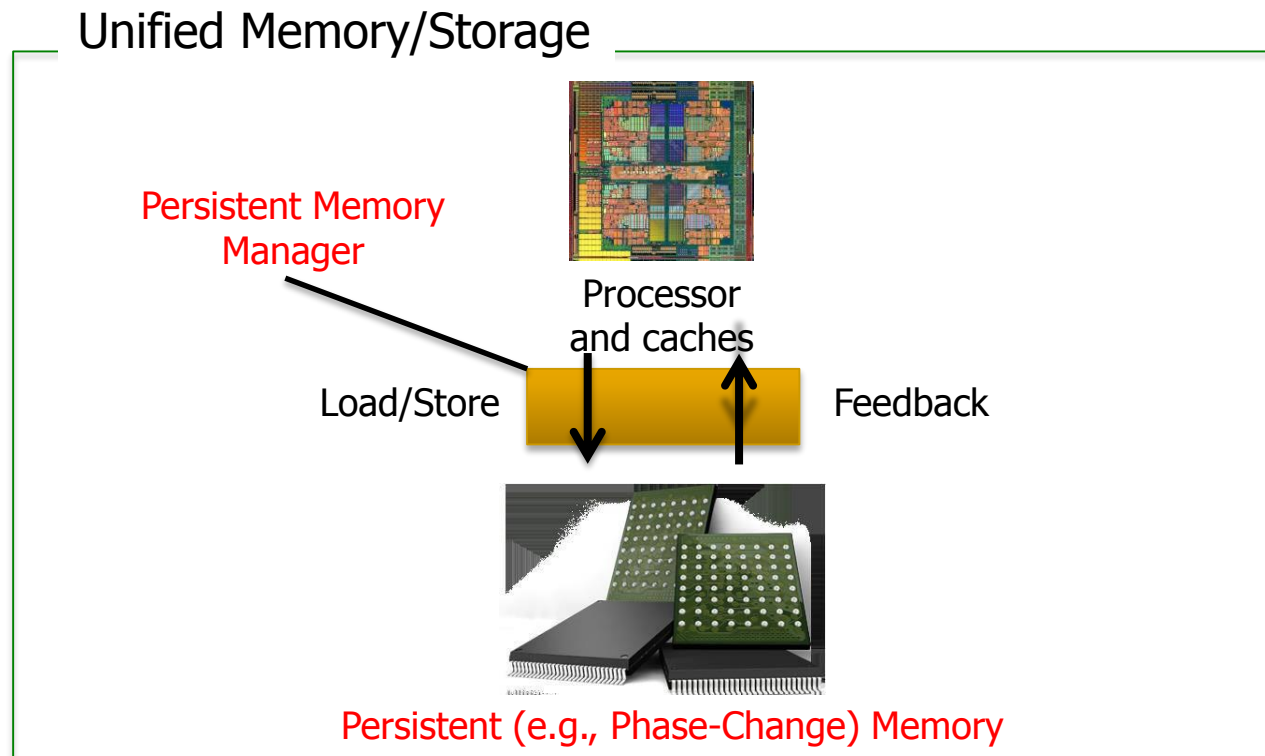 Unified Memory/Storage
Persistent Memory
Manager
Processor
and caches
Load/Store
Feedback
Persistent (e.g., Phase-Change) Memory